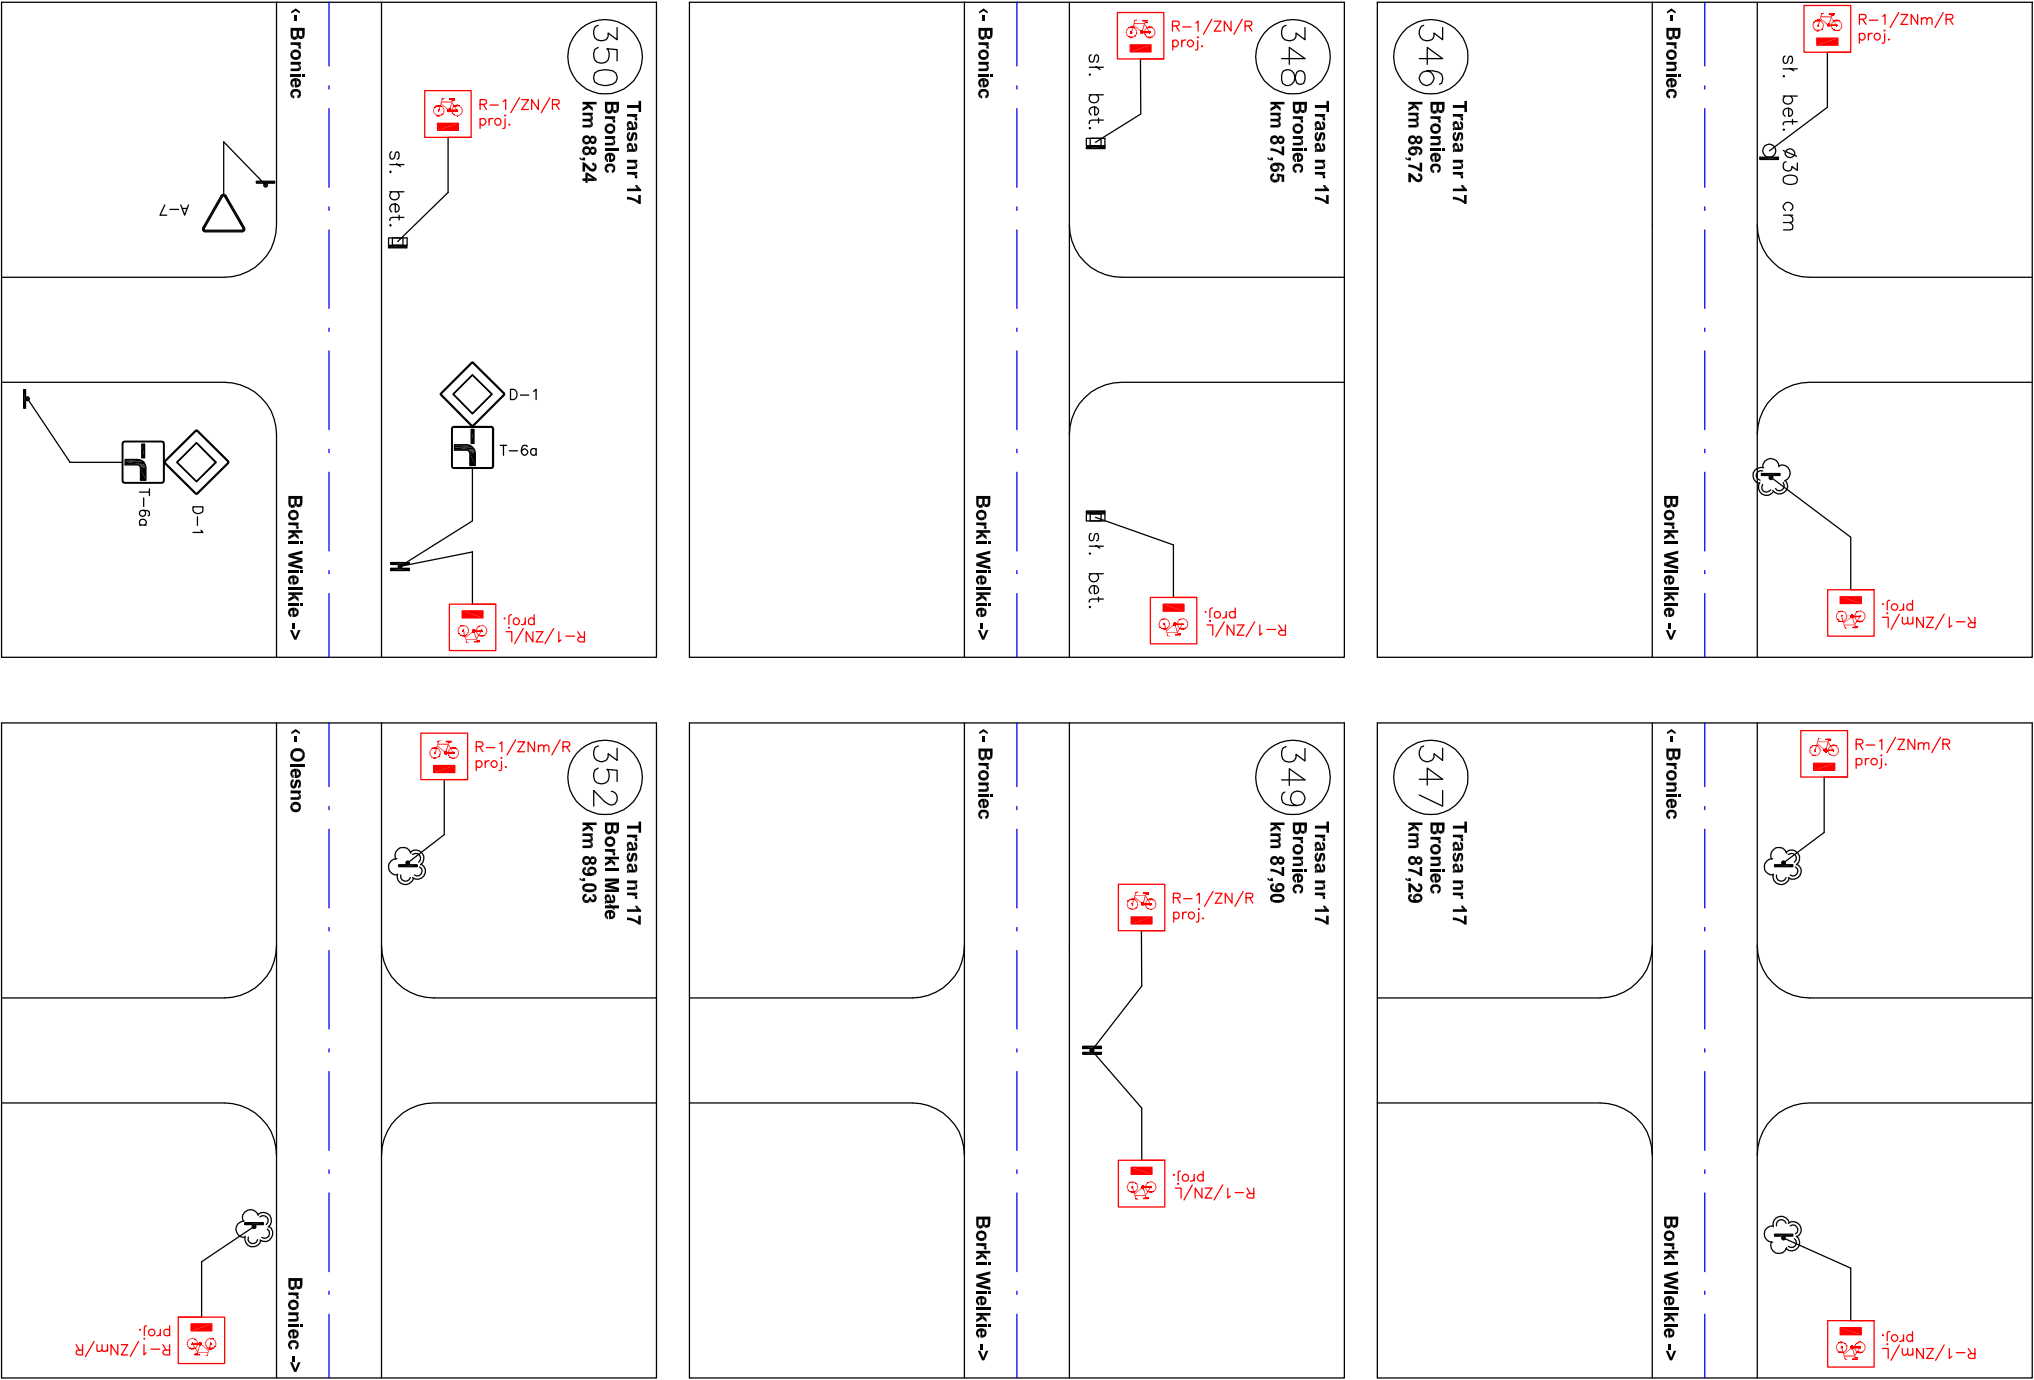 346
Trasa nr 17
Broniec
km 86,72
<- Broniec
Borki Wielkie ->
R-1/ZNm/R
proj.
sł. bet. ø30 cm
R-1/ZNm/L
proj.
347
Trasa nr 17
Broniec
km 87,29
<- Broniec
Borki Wielkie ->
R-1/ZNm/R
proj.
R-1/ZNm/L
proj.
348
Trasa nr 17
Broniec
km 87,65
<- Broniec
Borki Wielkie ->
R-1/ZN/R
proj.
sł. bet.
sł. bet.
R-1/ZN/L
proj.
349
Trasa nr 17
Broniec
km 87,90
<- Broniec
Borki Wielkie ->
R-1/ZN/R
proj.
R-1/ZN/L
proj.
350
Trasa nr 17
Broniec
km 88,24
<- Broniec
Borki Wielkie ->
R-1/ZN/R
proj.
sł. bet.
D-1
T-6a
R-1/ZN/L
proj.
A-7
T-6a
D-1
352
Trasa nr 17
Borki Małe
km 89,03
<- Olesno
Broniec ->
R-1/ZNm/R
proj.
R-1/ZNm/R
proj.